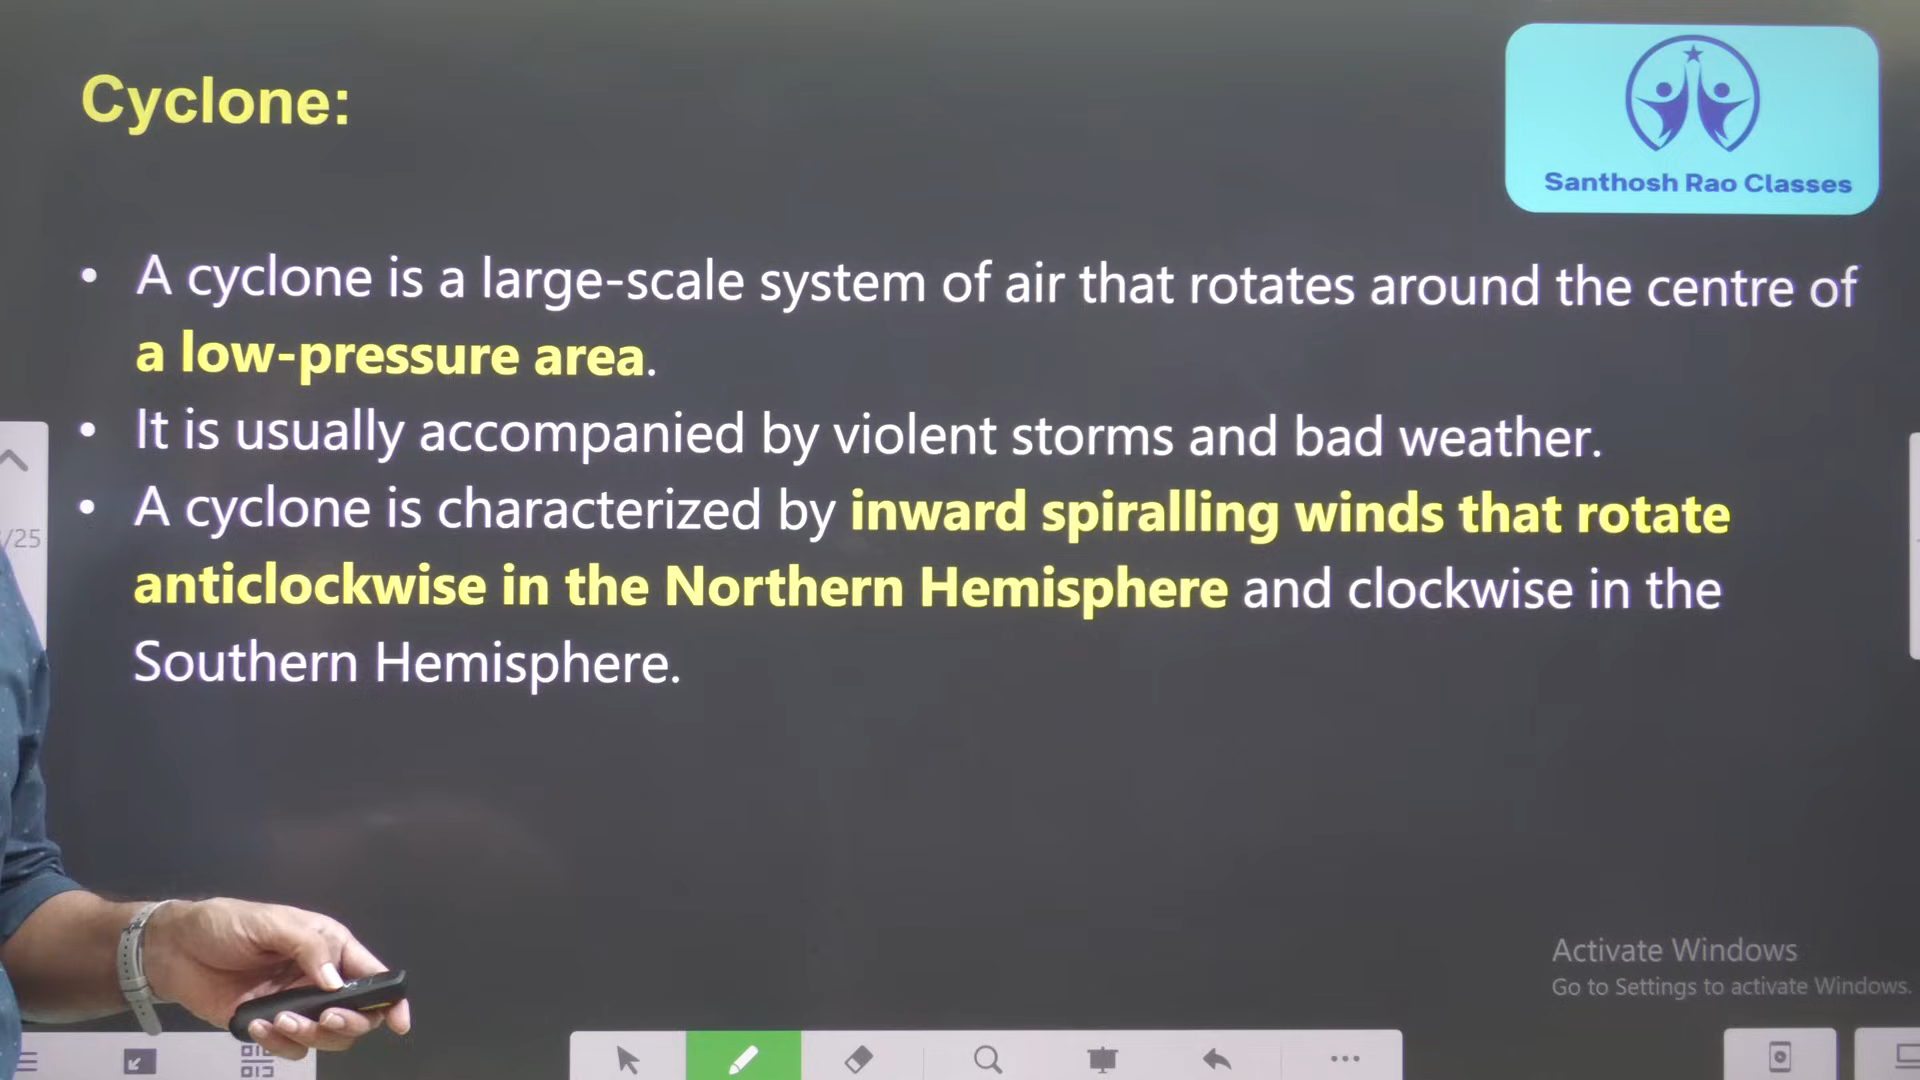 Cyclone:
Santhosh Rao Classes
• A cyclone is a large-scale system of air that rotates around the centre of
a low-pressure area.
• It is usually accompanied by violent storms and bad weather.
• A cyclone is characterized by inward spiralling winds that rotate
anticlockwise in the Northern Hemisphere and clockwise in the
Southern Hemisphere.
/25
Activate Windows
Go to Settings to activate Windows.